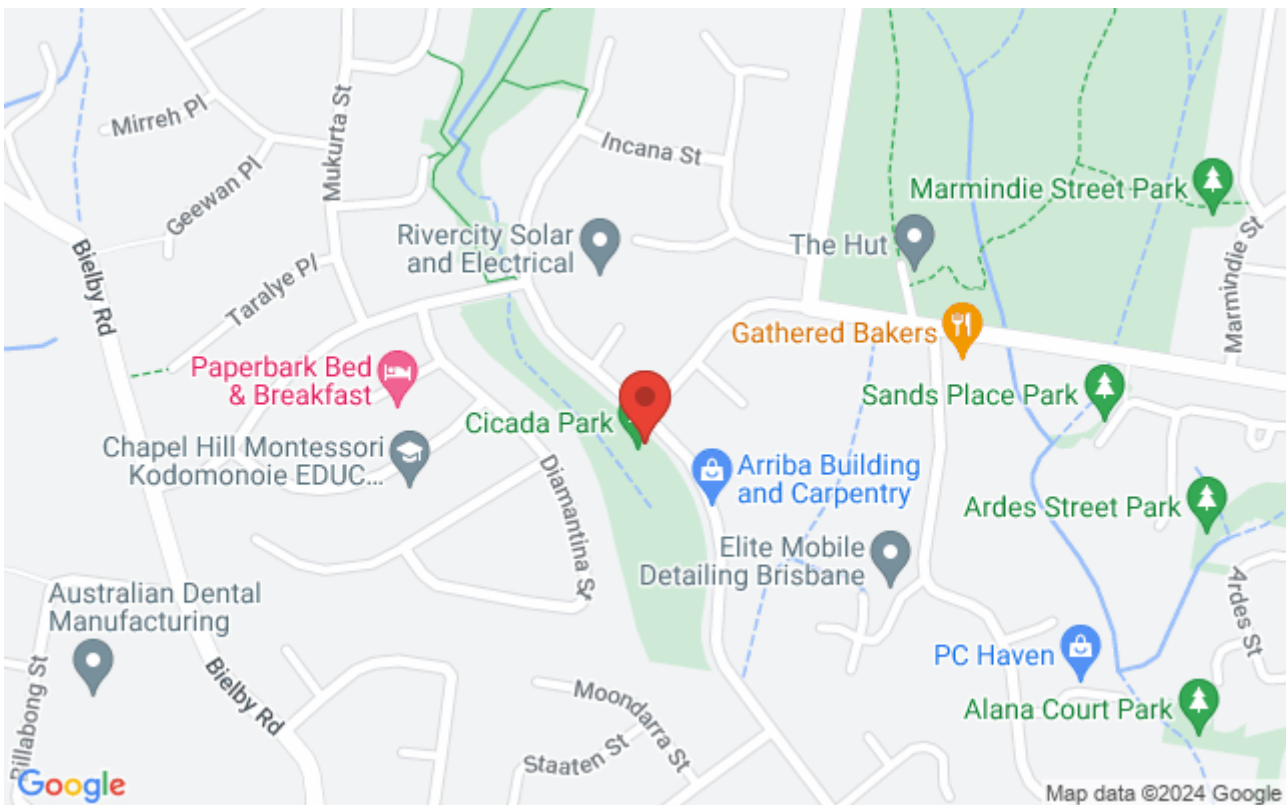 Mirreh Pl
Mukurta St
Incana St
Geewan Pl
Marmindie Street Park
Rivercity Solar
and Electrical
The Hut
Bielby Rd
Taralye Pl
Marmindie St
Gathered Bakers
Paperbark Bed
& Breakfast
Sands Place Park
Cicada Park
Chapel Hill Montessori
Kodomonoie EDUC...
Arriba Building
and Carpentry
Diamantina St
Ardes Street Park
Elite Mobile
Detailing Brisbane
Australian Dental
Manufacturing
Ardes St
PC Haven
Billabong St
Bielby Rd
Moondarra St
Alana Court Park
Staaten St
Google
Map data ©2024 Google